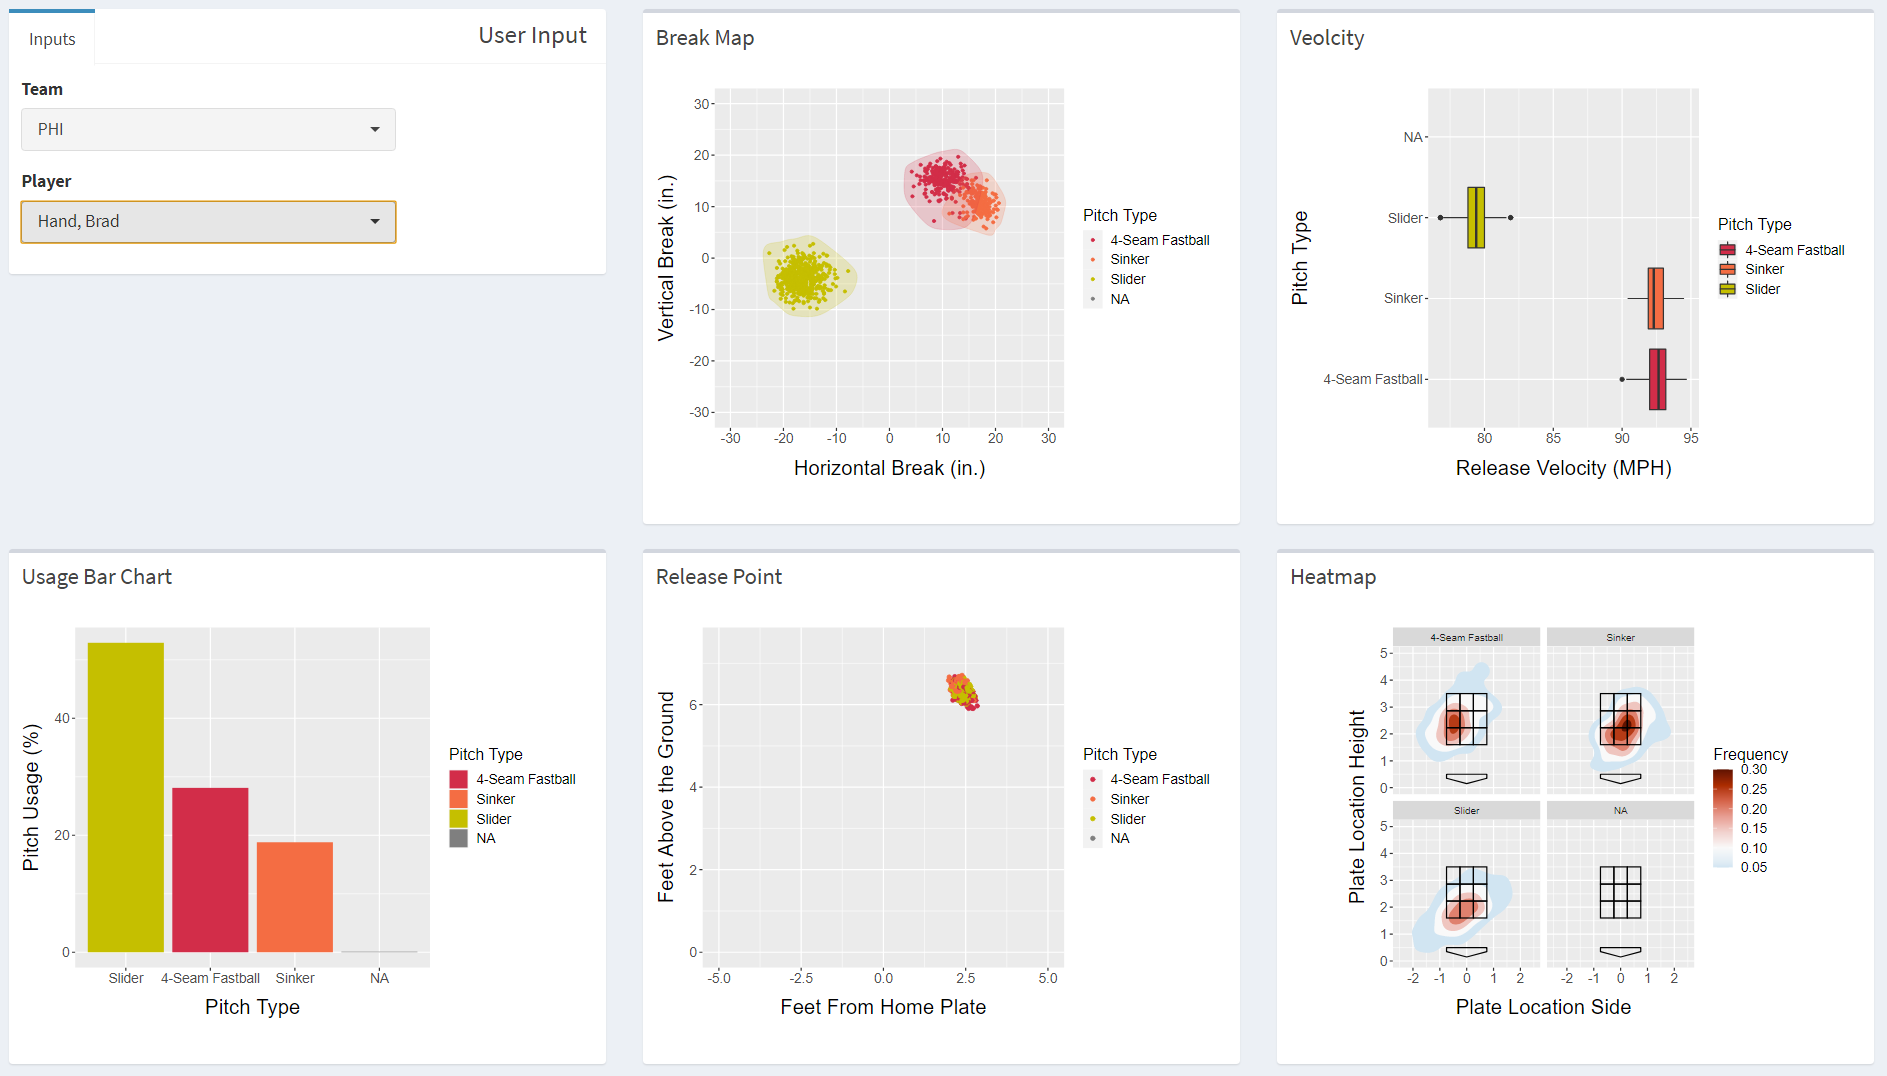 Inputs
User Input
Team
PHI
Player
Hand, Brad
Break Map
30
20
10
0
-10
-20
-30
-30 -20 -10 0 10 20 30
Vertical Break (in.)
Horizontal Break (in.)
Pitch Type
4-Seam Fastball
Sinker
Slider
NA
Veolcity
NA
Slider
Sinker
4-Seam Fastball
80 85 90 95
Pitch Type
Release Velocity (MPH)
Pitch Type
4-Seam Fastball
Sinker
Slider
Usage Bar Chart
40
20
0
Slider 4-Seam Fastball Sinker NA
Pitch Usage (%)
Pitch Type
Pitch Type
4-Seam Fastball
Sinker
Slider
NA
Release Point
6
4
2
0
-5.0 -2.5 0.0 2.5 5.0
Feet Above the Ground
Feet From Home Plate
Pitch Type
4-Seam Fastball
Sinker
Slider
NA
Heatmap
4-Seam Fastball Sinker
5
4
3
2
1
0
Slider NA
5
4
3
2
1
0
-2 -1 0 1 2 -2 -1 0 1 2
Plate Location Height
Plate Location Side
Frequency
0.30
0.25
0.20
0.15
0.10
0.05